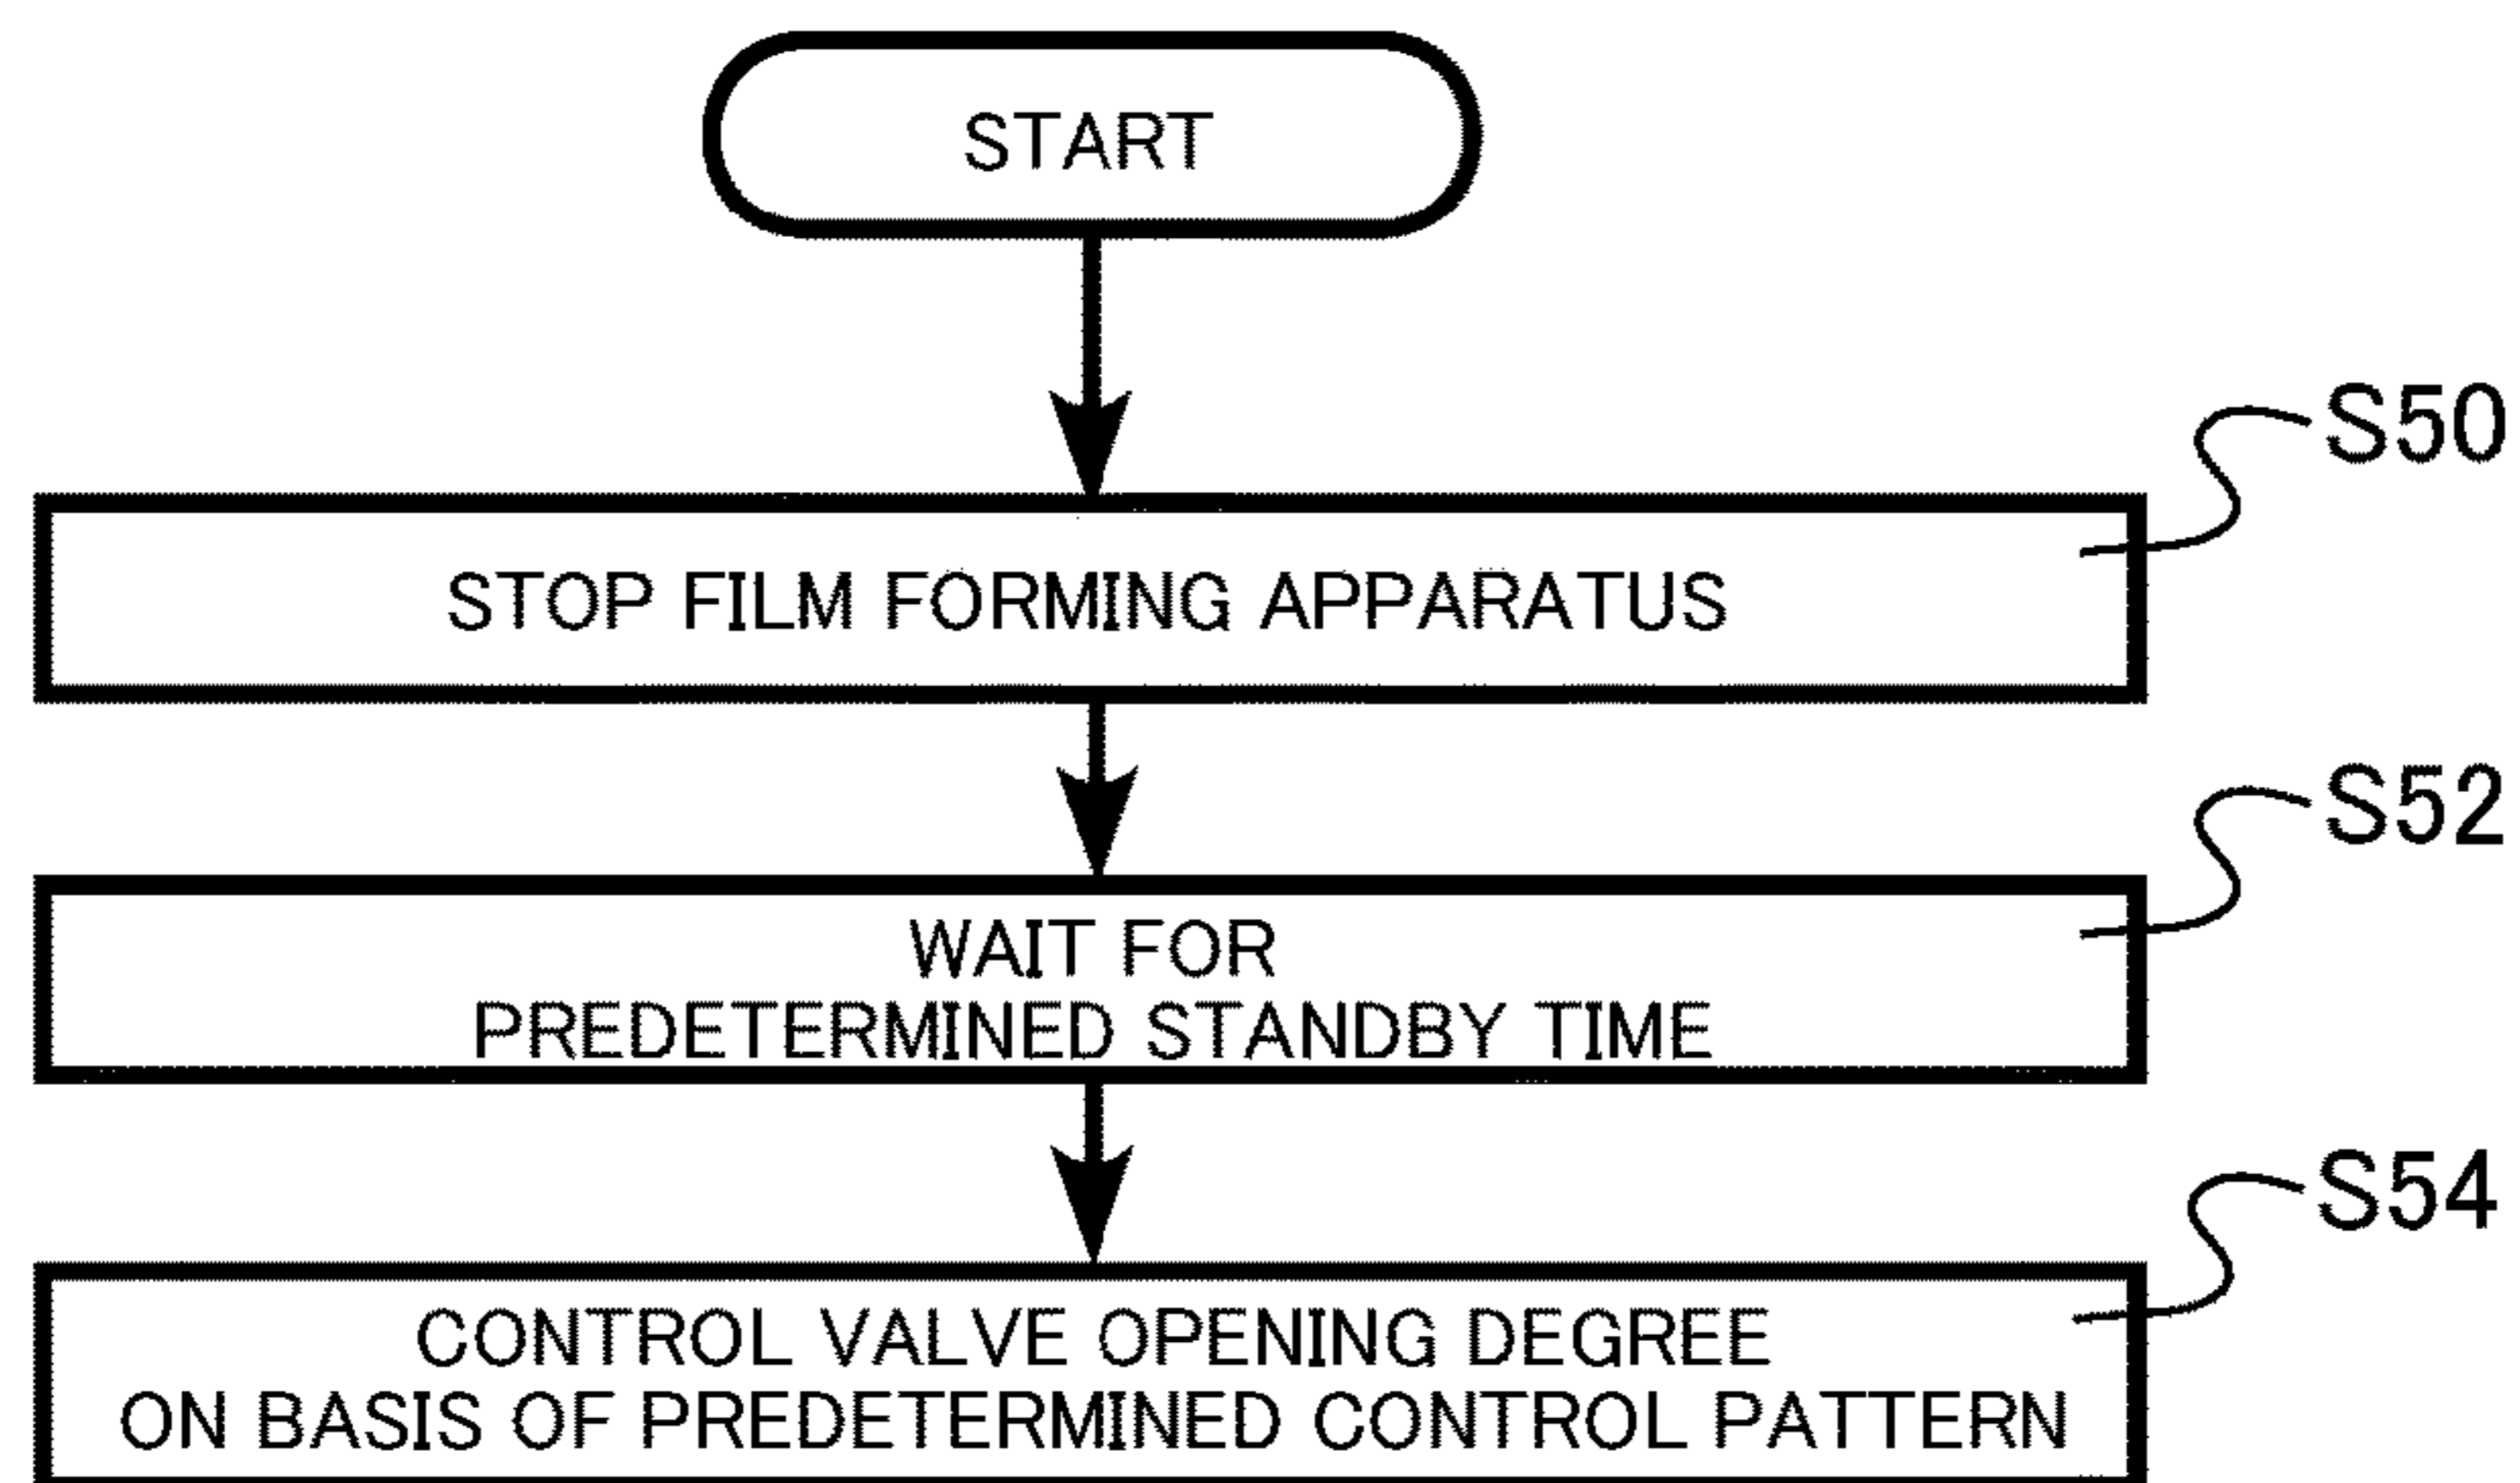 START
S50
STOP FILM FORMING APPARATUS
S52
WAIT FOR
PREDETERMINED STANDBY TIME
S54
CONTROL VALVE OPENING DEGREE
ON BASIS OF PREDETERMINED CONTROL PATTERN